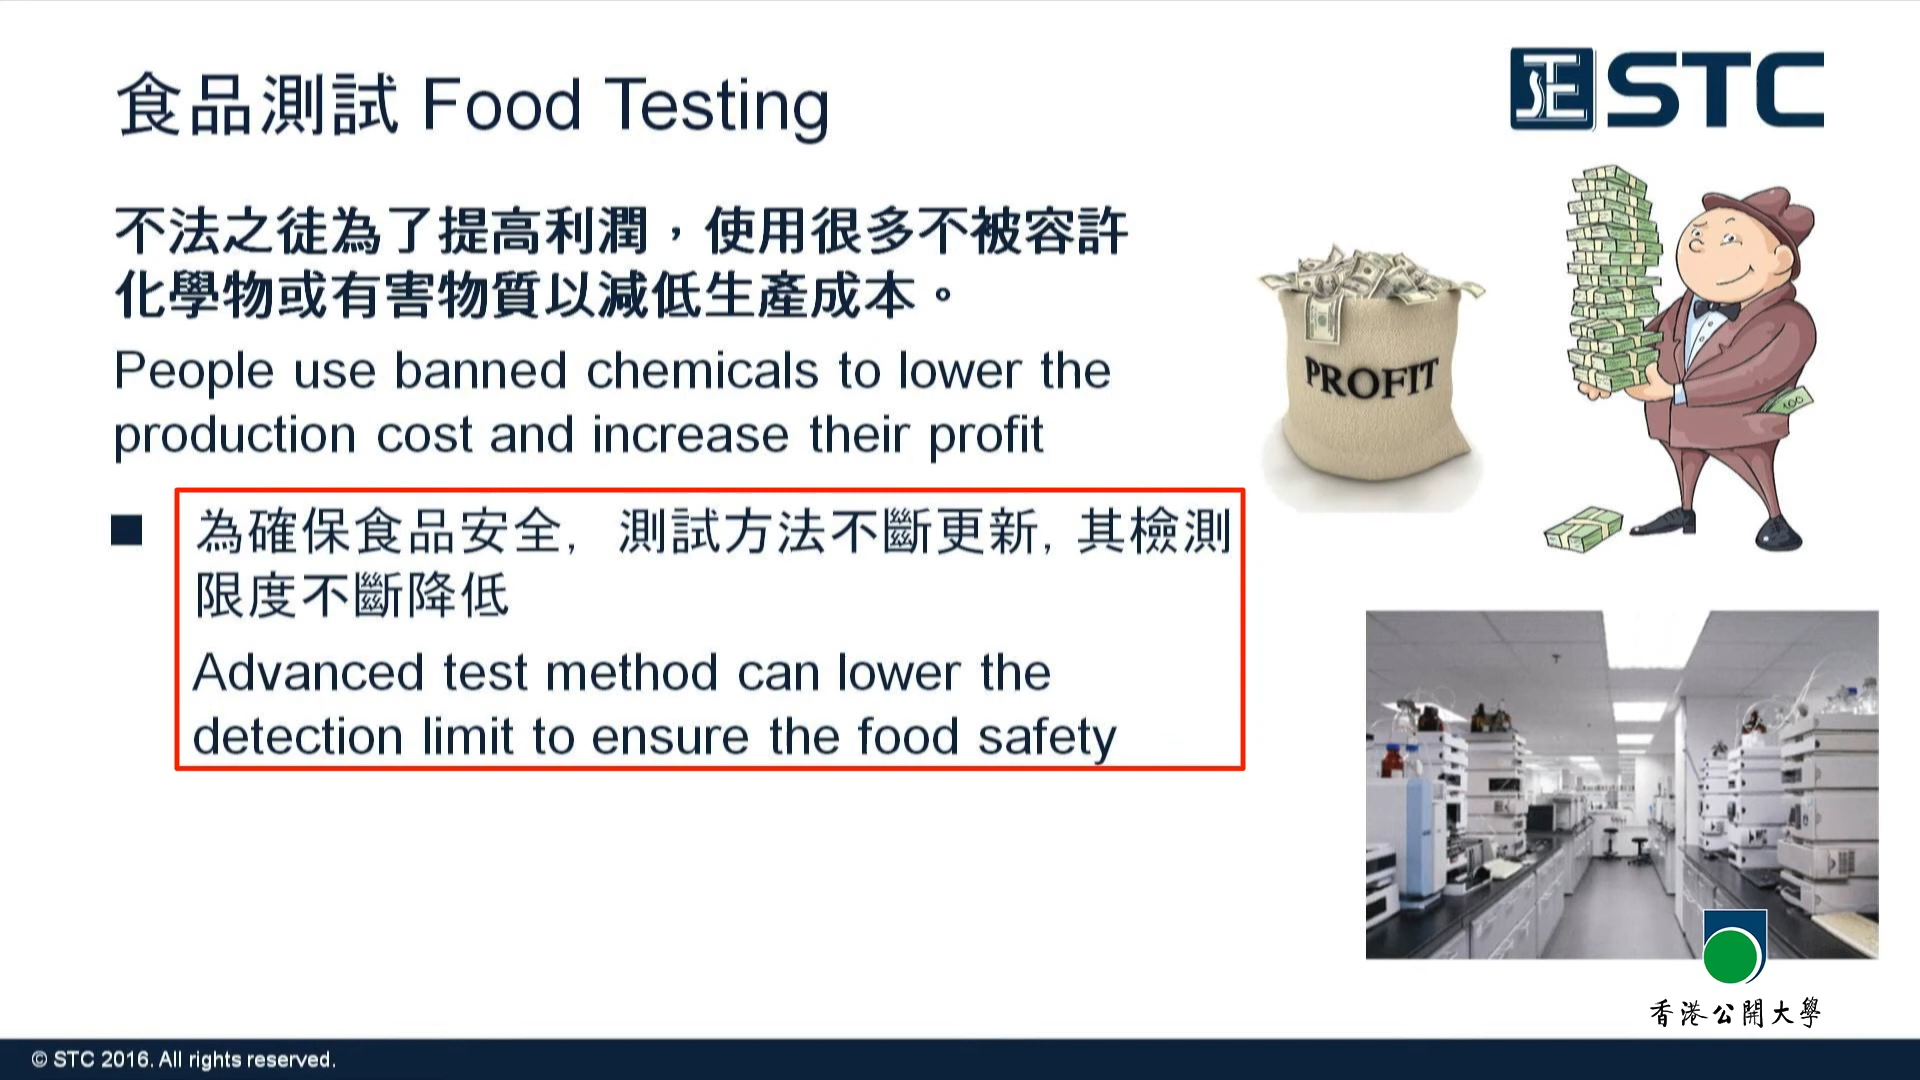 食品測試 Food Testing
STC
不法之徒為了提高利潤，使用很多不被容許
化學物或有害物質以減低生產成本。
People use banned chemicals to lower the
production cost and increase their profit
PROFIT
100
為確保食品安全, 測試方法不斷更新, 其檢測
限度不斷降低
Advanced test method can lower the
detection limit to ensure the food safety
香港公開大學
© STC 2016. All rights reserved.